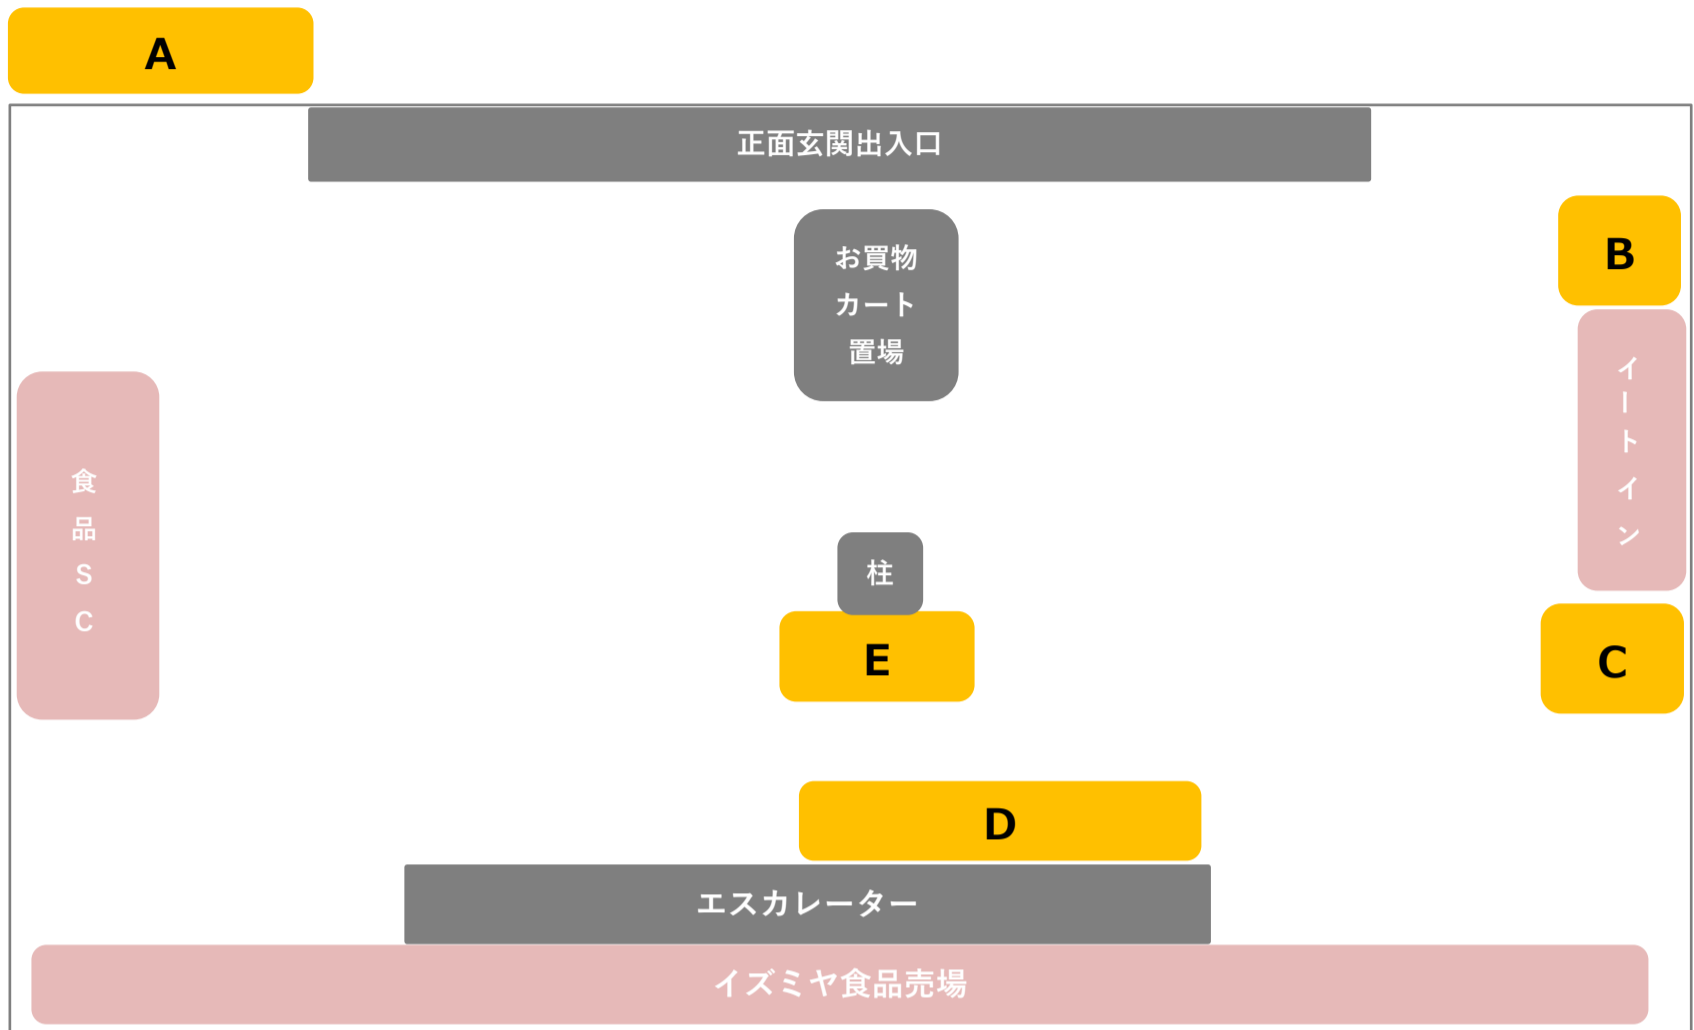 A
正面玄関出入口
お買物
カート
置場
B
イートイン
食品SC
柱
E
C
D
エスカレーター
イズミヤ食品売場